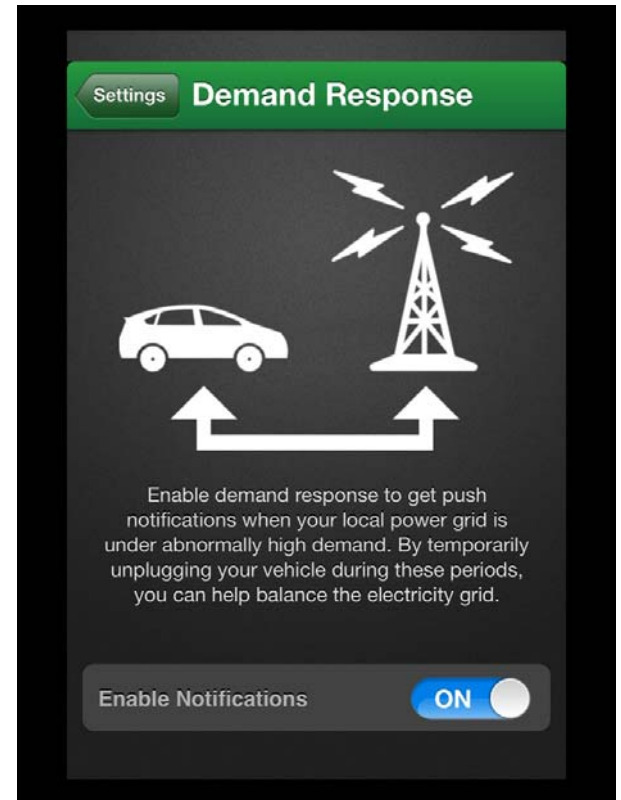 Settings
Demand Response
Enable demand response to get push
notifications when your local power grid is
under abnormally high demand. By temporarily
unplugging your vehicle during these periods,
you can help balance the electricity grid.
Enable Notifications
ON